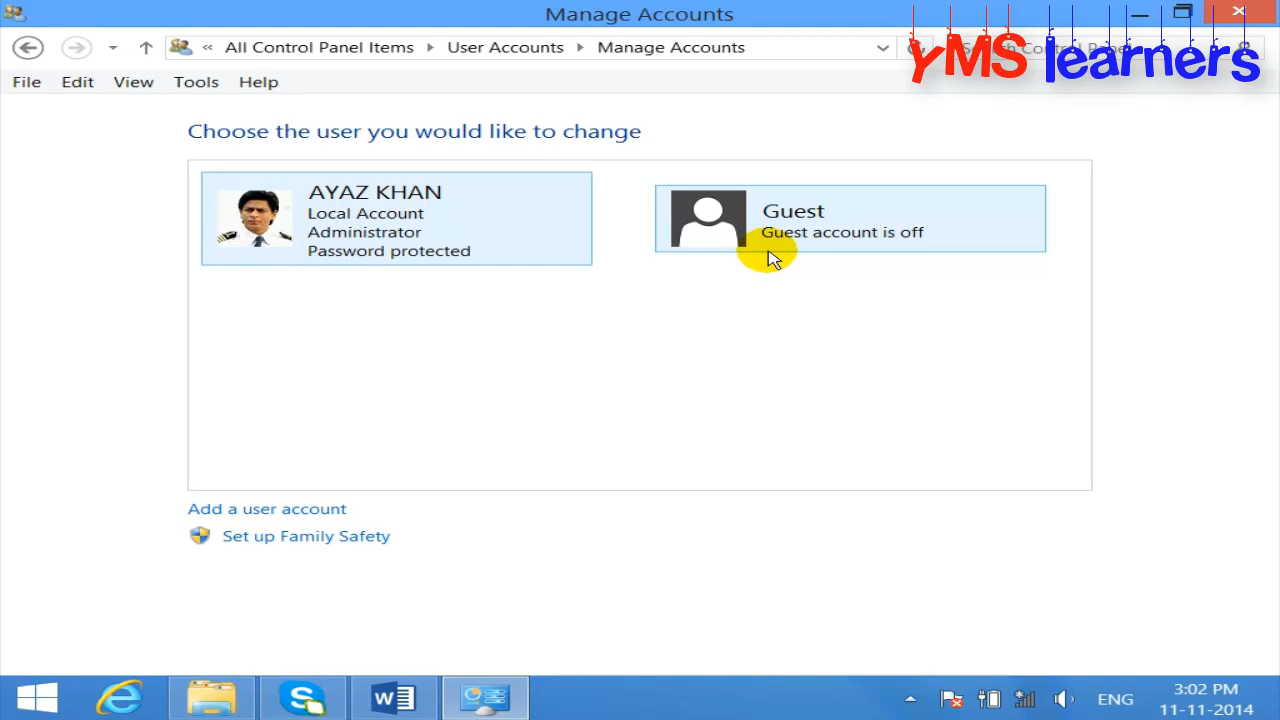 Manage Accounts
« All Control Panel Items User Accounts Manage Accounts
YMS learners
File Edit View Tools Help
Choose the user you would like to change
AYAZ KHAN
Local Account
Administrator
Password protected
Guest
Guest account is off
Add a user account
Set up Family Safety
ENG
3:02 PM
11-11-2014